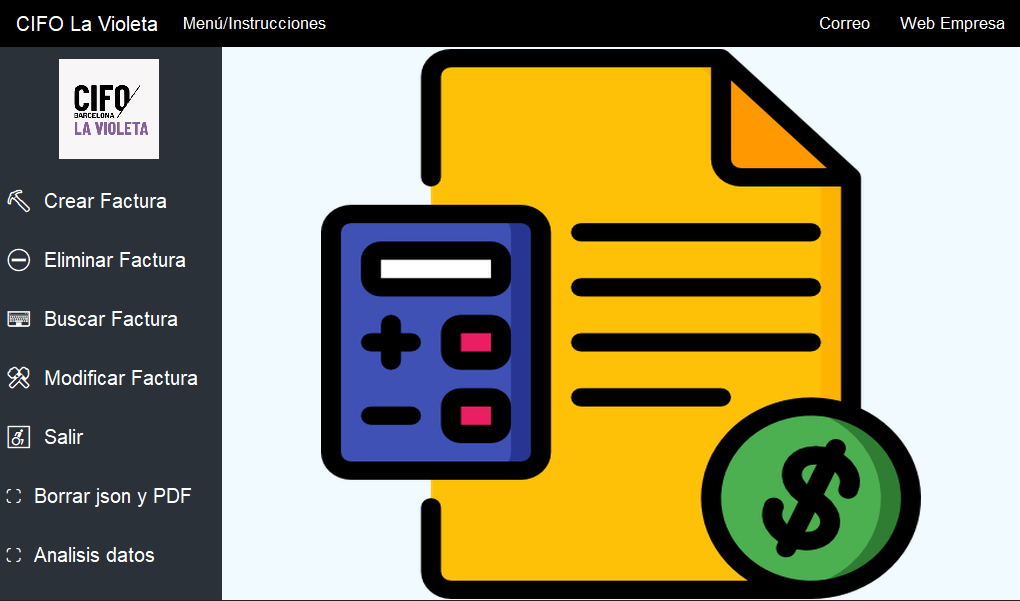 CIFO La Violeta
Menú/Instrucciones
Correo
Web Empresa
CIFO
BARCELONA
LA VIOLETA
Crear Factura
Eliminar Factura
Buscar Factura
Modificar Factura
Salir
Borrar json y PDF
Analisis datos
$